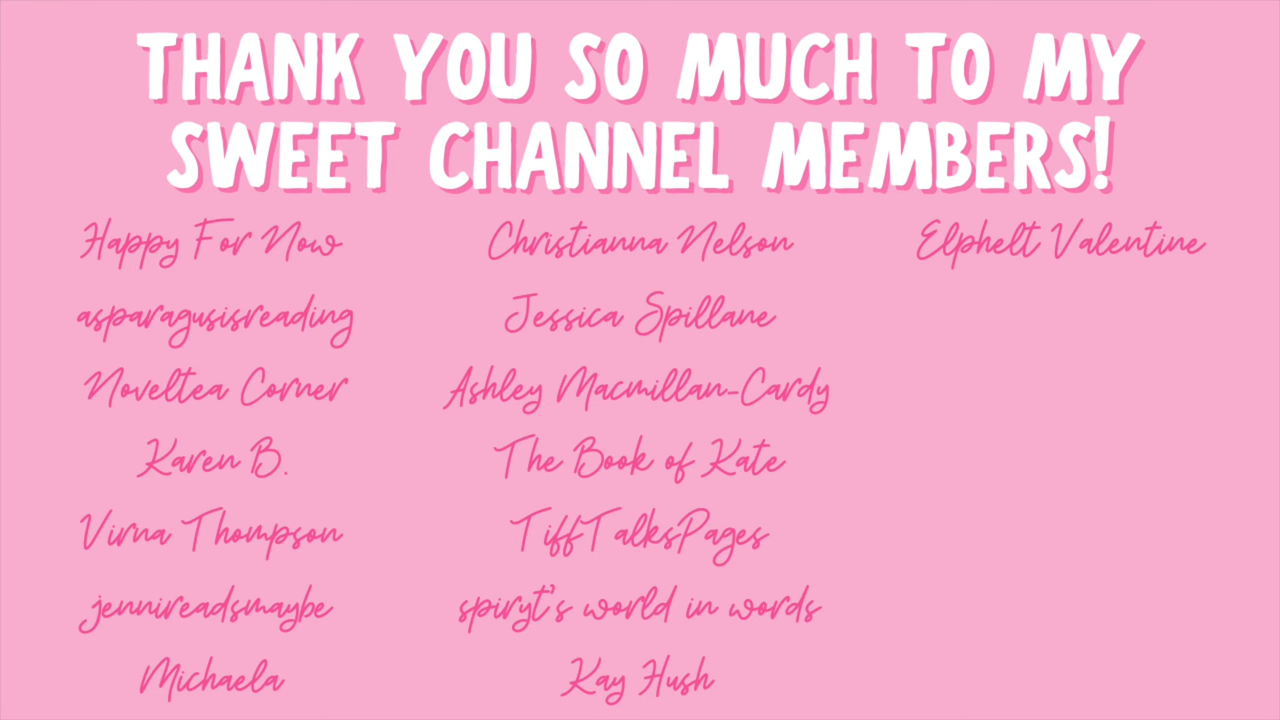 THANK YOU SO MUCH TO MY
SWEET CHANNEL MEMBERS!
Happy For Now
asparagusisreading
Noveltea Corner
Karen B.
Virna Thompson
jennireadsmaybe
Michaela
Christianna Nelson
Jessica Spillane
Ashley Macmillan-Cardy
The Book of Kate
TiffTalksPages
spiryt's world in words
Kay Hush
Elphelt Valentine